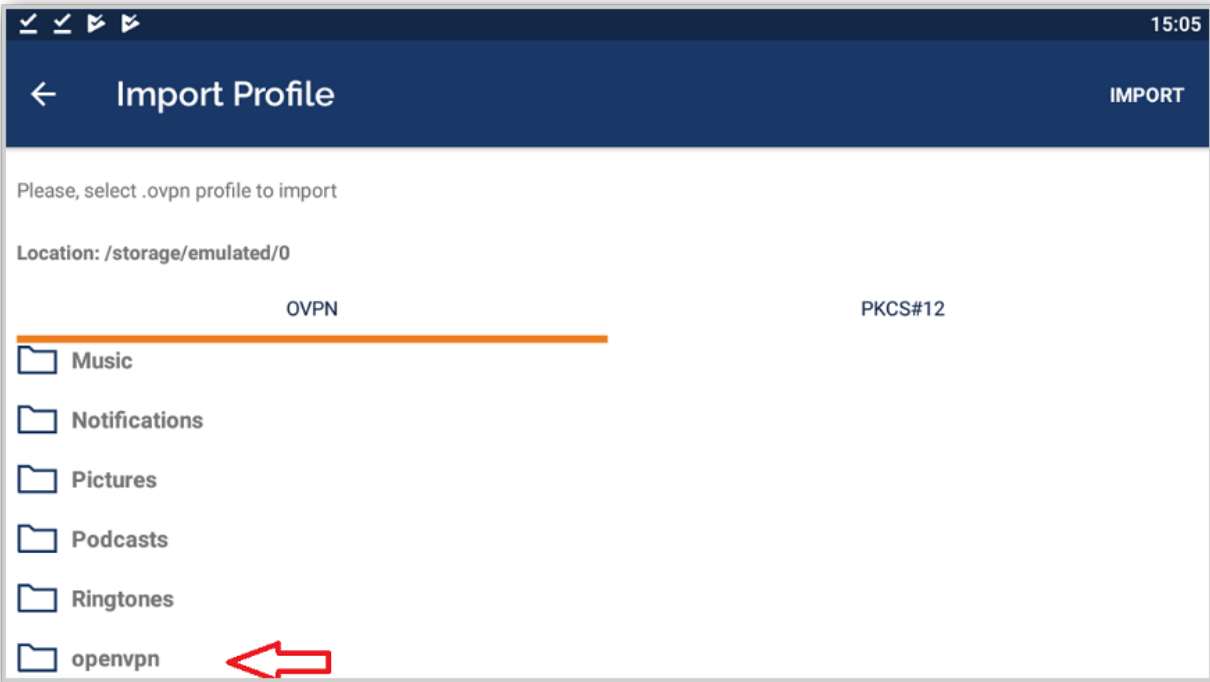 15:05
Import Profile
IMPORT
Please, select .ovpn profile to import
Location: /storage/emulated/0
OVPN
PKCS#12
Music
Notifications
Pictures
Podcasts
Ringtones
openvpn